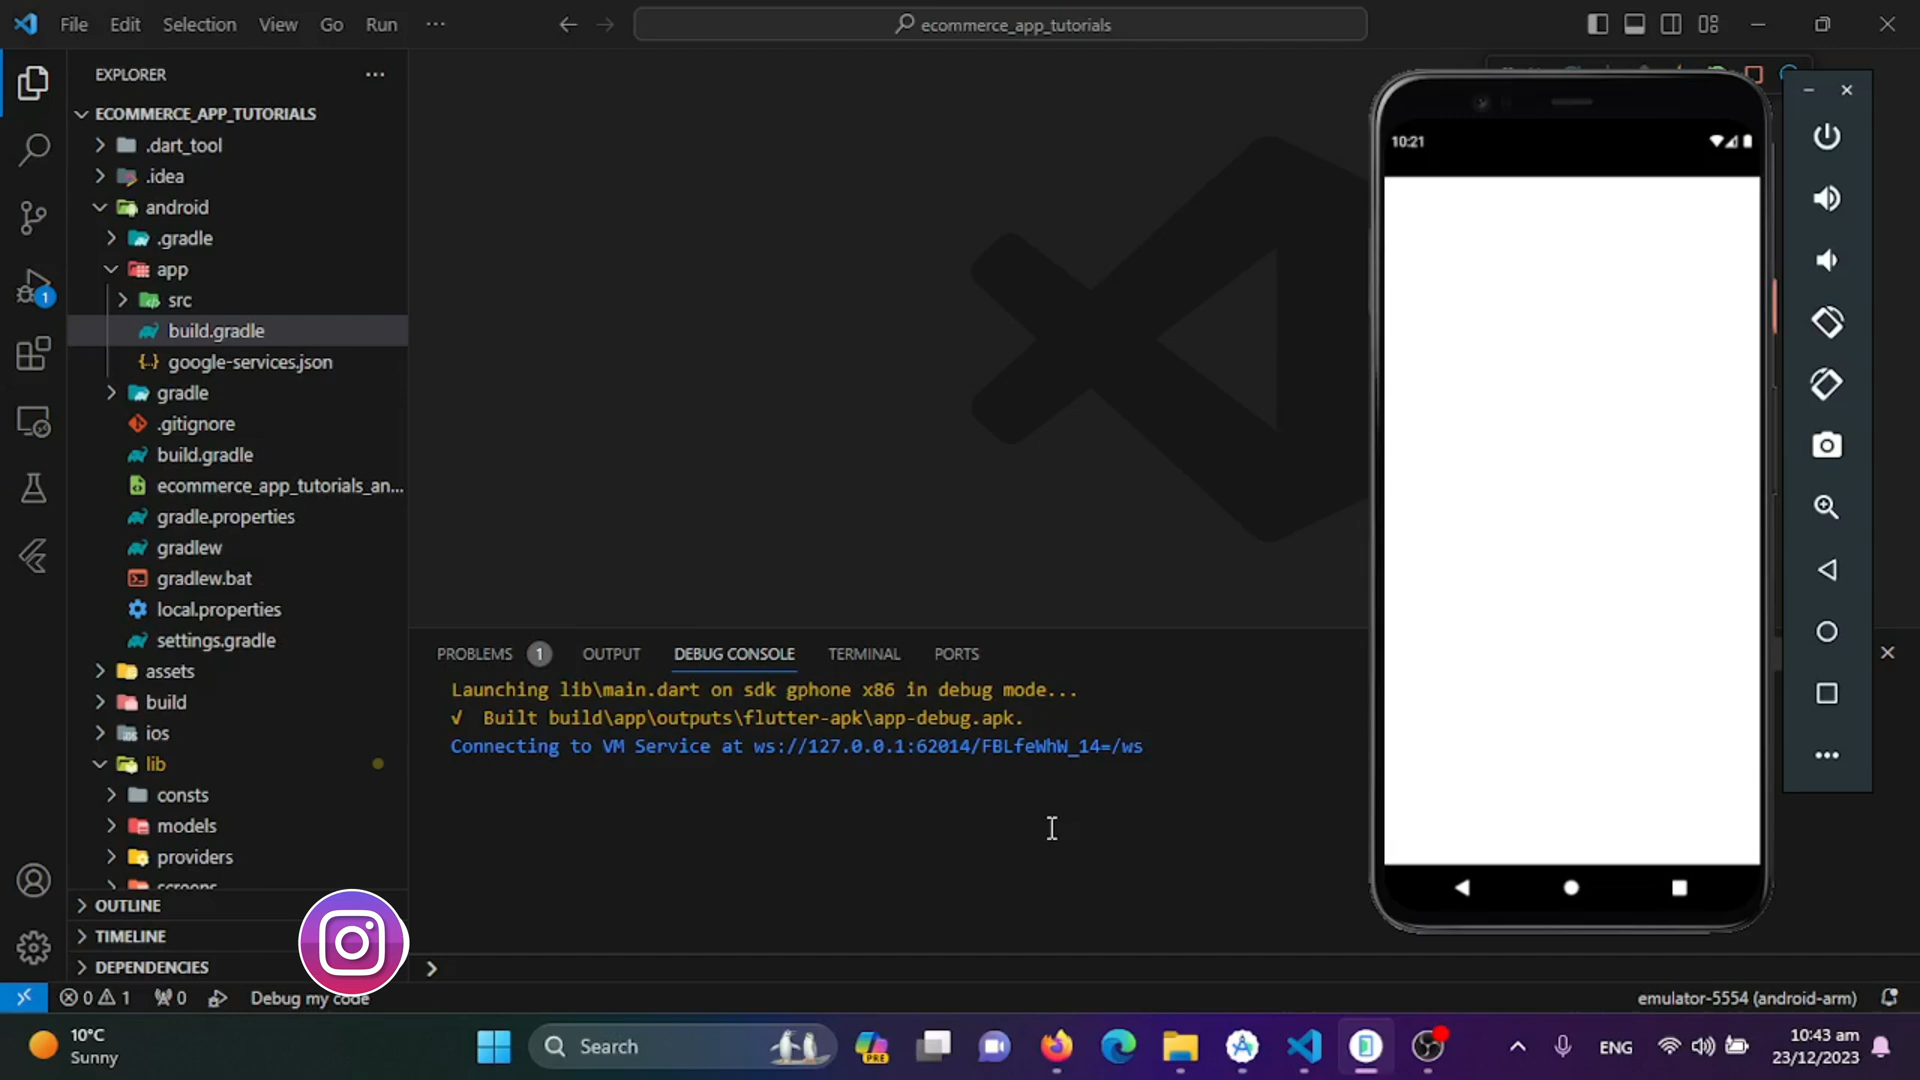 File Edit Selection View Go Run ...
ecommerce_app_tutorials
EXPLORER
ECOMMERCE_APP_TUTORIALS
.dart_tool
.idea
android
.gradle
app
src
build.gradle
google-services.json
gradle
.gitignore
build.gradle
ecommerce_app_tutorials_an...
gradle.properties
gradlew
gradlew.bat
local.properties
settings.gradle
assets
build
ios
lib
consts
models
providers
screens
OUTLINE
TIMELINE
DEPENDENCIES
1
PROBLEMS 1 OUTPUT DEBUG CONSOLE TERMINAL PORTS
Launching lib\main.dart on sdk gphone x86 in debug mode...
√ Built build\app\outputs\flutter-apk\app-debug.apk.
Connecting to VM Service at ws://127.0.0.1:62014/FBLfeWhW_14=/ws
10:21
0 1 0 Debug my code
emulator-5554 (android-arm)
10°C
Sunny
Search
PRE
ENG
10:43 am
23/12/2023